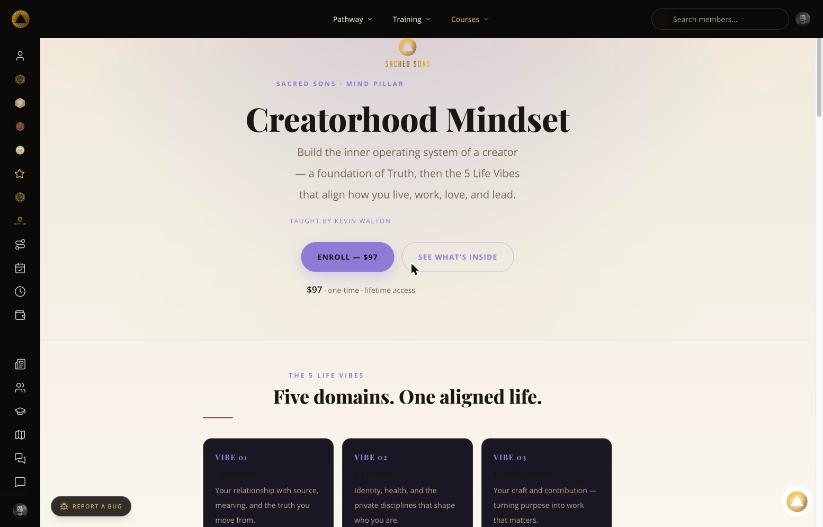 Pathway
Training
Courses
Search members...
SACRED SONS
SACRED SONS · MIND PILLAR
Creatorhood Mindset
Build the inner operating system of a creator
— a foundation of Truth, then the 5 Life Vibes
that align how you live, work, love, and lead.
TAUGHT BY KEVIN WALTON
ENROLL — $97
SEE WHAT'S INSIDE
$97 · one-time · lifetime access
THE 5 LIFE VIBES
Five domains. One aligned life.
VIBE 01
Your relationship with source,
meaning, and the truth you
move from.
VIBE 02
Identity, health, and the
private disciplines that shape
who you are.
VIBE 03
Your craft and contribution —
turning purpose into work
that matters.
REPORT A BUG